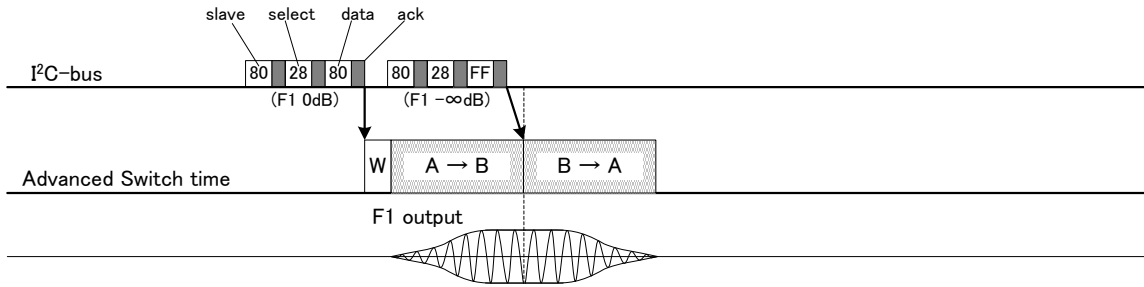 slave select data ack
I²C-bus 80 28 80 80 28 FF
(F1 0dB) (F1 −∞dB)
Advanced Switch time W A → B B → A
F1 output